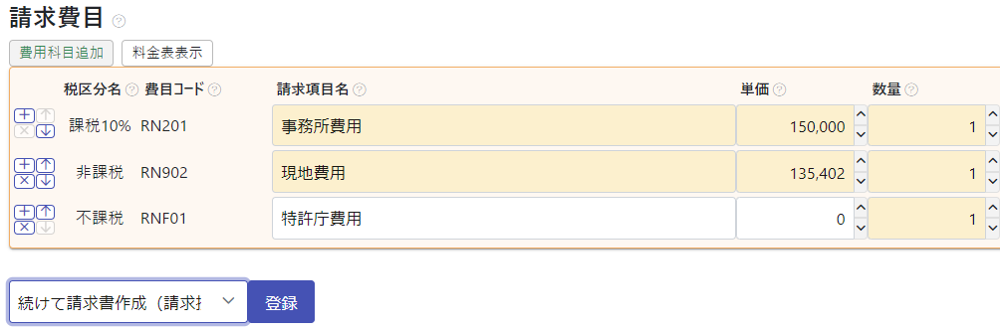 請求費目
費用科目追加 料金表表示
税区分名 費目コード 請求項目名 単価 数量
課税10% RN201 事務所費用 150,000 1
非課税 RN902 現地費用 135,402 1
不課税 RNF01 特許庁費用 0 1
続けて請求書作成（請求 登録